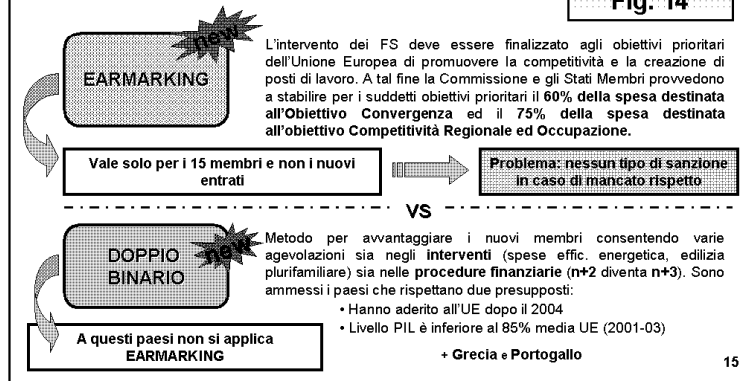 Fig. 14
new
EARMARKING
L'intervento dei FS deve essere finalizzato agli obiettivi prioritari
dell'Unione Europea di promuovere la competitività e la creazione di
posti di lavoro. A tal fine la Commissione e gli Stati Membri provvedono
a stabilire per i suddetti obiettivi prioritari il 60% della spesa destinata
all'Obiettivo Convergenza ed il 75% della spesa destinata
all'obiettivo Competitività Regionale ed Occupazione.
Vale solo per i 15 membri e non i nuovi
entrati
Problema: nessun tipo di sanzione
in caso di mancato rispetto
VS
new
DOPPIO
BINARIO
Metodo per avvantaggiare i nuovi membri consentendo varie
agevolazioni sia negli interventi (spese effic. energetica, edilizia
plurifamiliare) sia nelle procedure finanziarie (n+2 diventa n+3). Sono
ammessi i paesi che rispettano due presupposti:
• Hanno aderito all'UE dopo il 2004
• Livello PIL è inferiore al 85% media UE (2001-03)
A questi paesi non si applica
EARMARKING
+ Grecia e Portogallo
15